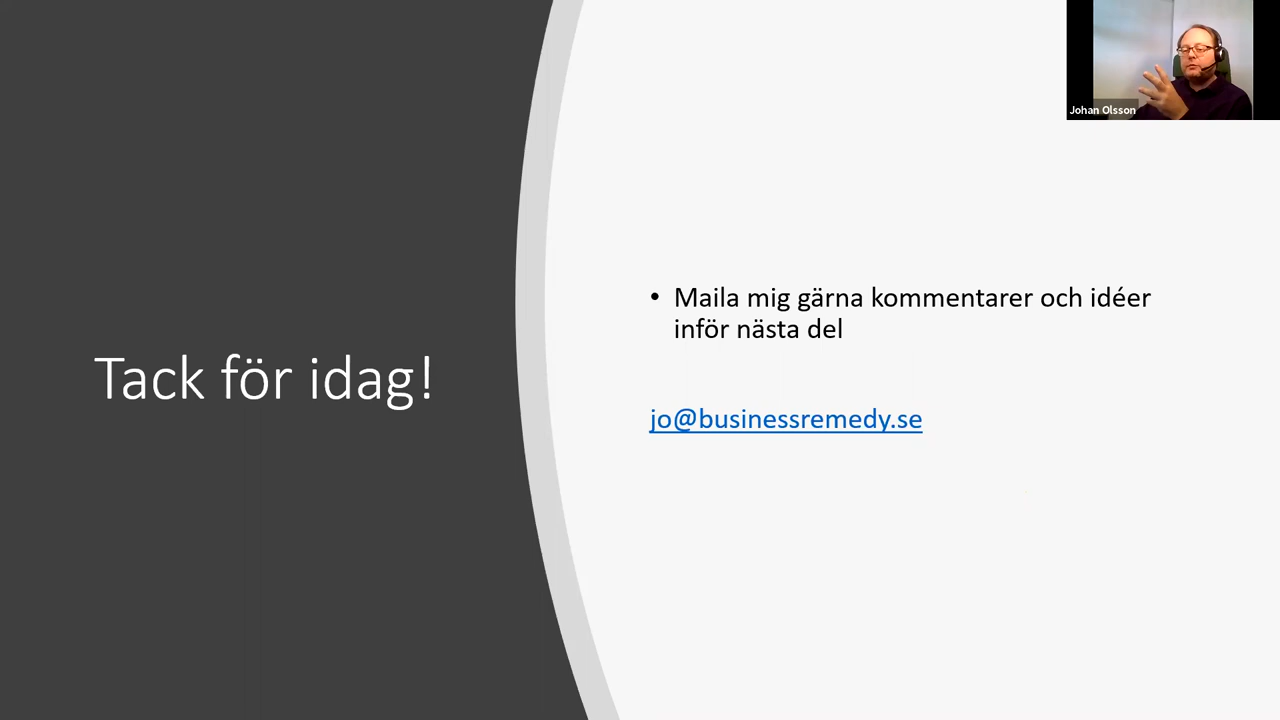 Johan Olsson
Tack för idag!
• Maila mig gärna kommentarer och idéer
inför nästa del
jo@businessremedy.se